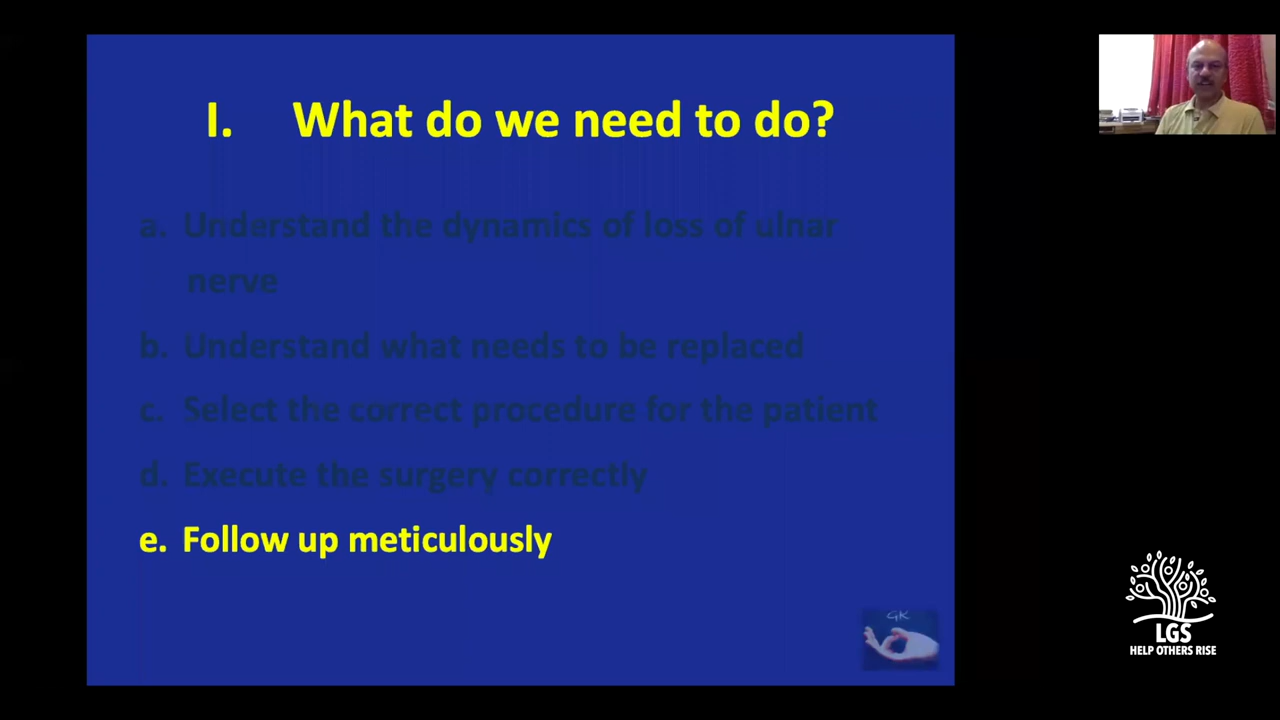 I. What do we need to do?
a. Understand the dynamics of loss of ulnar
nerve
b. Understand what needs to be replaced
c. Select the correct procedure for the patient
d. Execute the surgery correctly
e. Follow up meticulously
GK
LGS
HELP OTHERS RISE